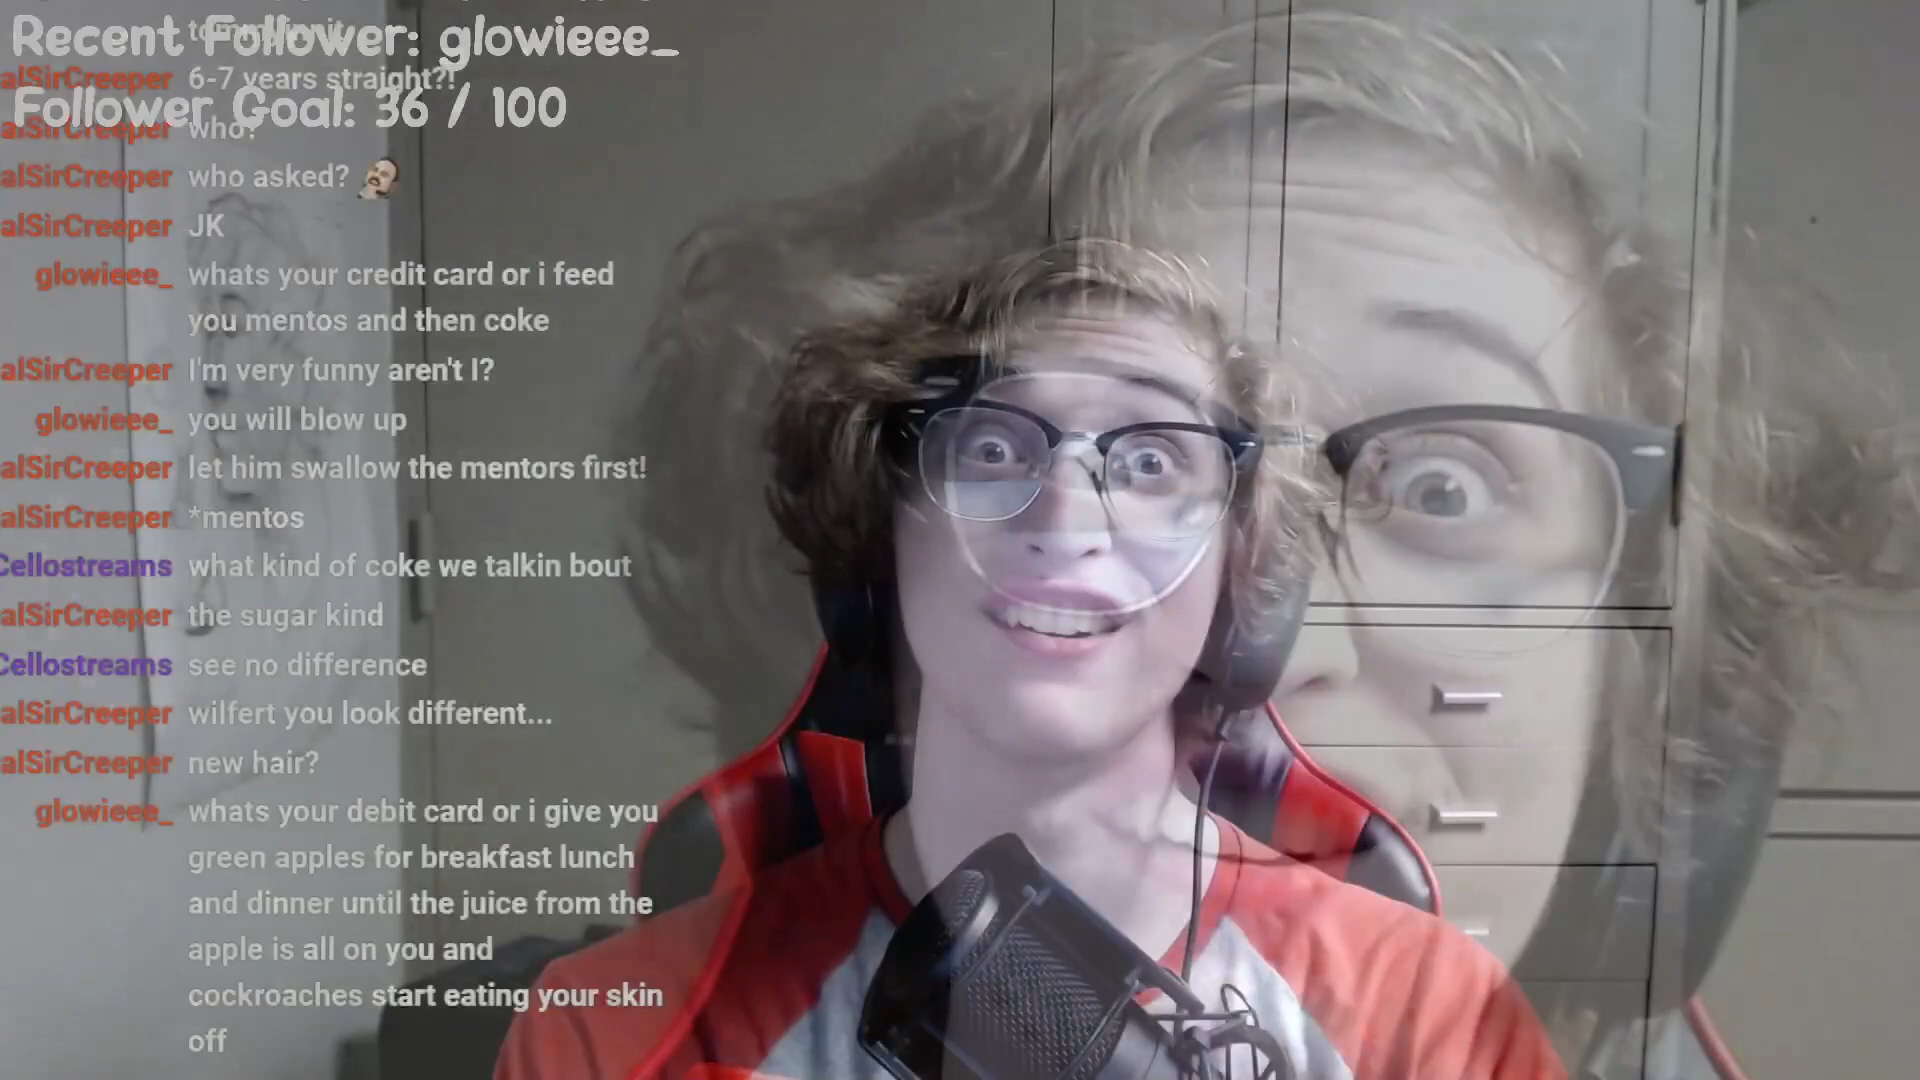 tommyinnit
Recent Follower: glowieee_
alSirCreeper 6-7 years straight?!
Follower Goal: 36 / 100
alSirCreeper who?
alSirCreeper who asked?
alSirCreeper JK
glowieee_ whats your credit card or i feed
you mentos and then coke
alSirCreeper I'm very funny aren't I?
glowieee_ you will blow up
alSirCreeper let him swallow the mentors first!
alSirCreeper *mentos
Cellostreams what kind of coke we talkin bout
alSirCreeper the sugar kind
Cellostreams see no difference
alSirCreeper wilfert you look different...
alSirCreeper new hair?
glowieee_ whats your debit card or i give you
green apples for breakfast lunch
and dinner until the juice from the
apple is all on you and
cockroaches start eating your skin
off